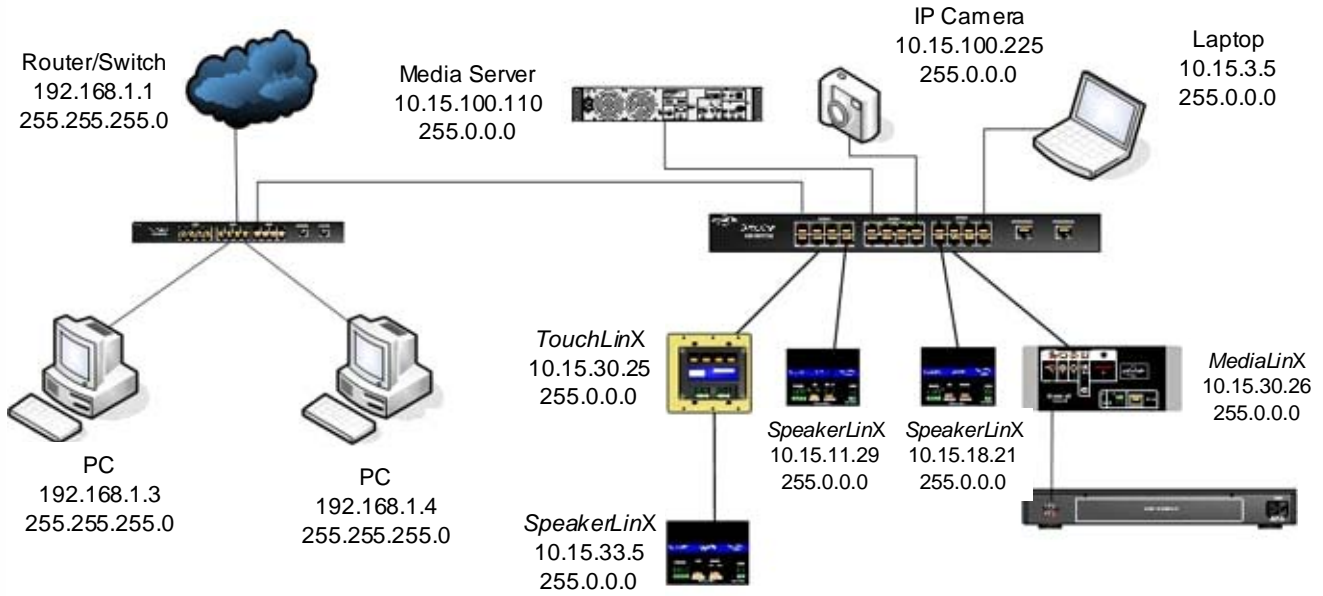 Router/Switch
192.168.1.1
255.255.255.0
Media Server
10.15.100.110
255.0.0.0
IP Camera
10.15.100.225
255.0.0.0
Laptop
10.15.3.5
255.0.0.0
TouchLinX
10.15.30.25
255.0.0.0
SpeakerLinX
10.15.11.29
255.0.0.0
SpeakerLinX
10.15.18.21
255.0.0.0
MediaLinX
10.15.30.26
255.0.0.0
PC
192.168.1.3
255.255.255.0
PC
192.168.1.4
255.255.255.0
SpeakerLinX
10.15.33.5
255.0.0.0